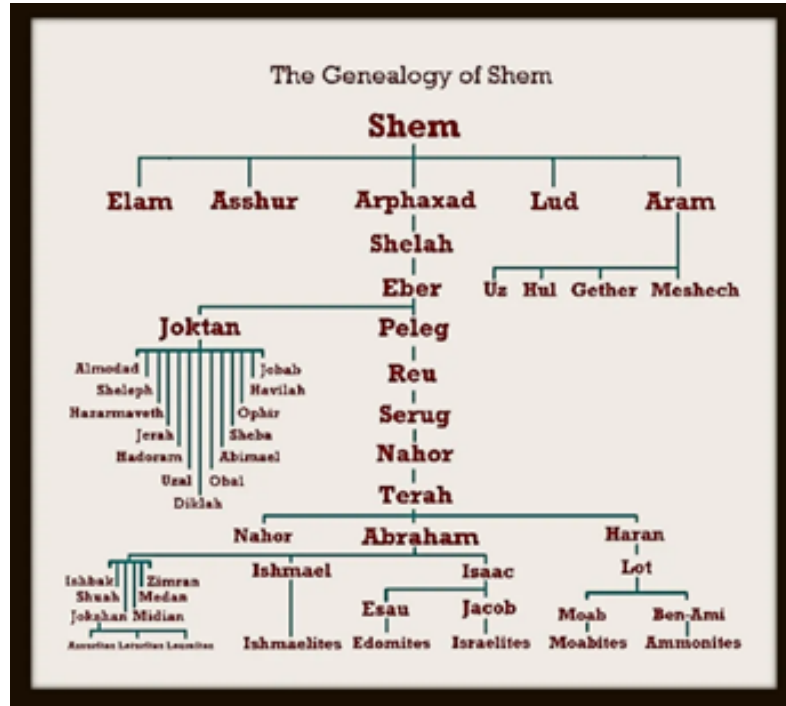 The Genealogy of Shem
Shem
Elam Asshur Arphaxad Lud Aram
Shelah
Eber Uz Hul Gether Meshech
Joktan Peleg
Almodad Jobab
Reu
Sheleph Havilah
Hazarmaveth Ophir Serug
Jerah Sheba
Hadoram Abimael Nahor
Uzal Obal
Terah
Diklah
Nahor Abraham Haran
Ishmael Isaac Lot
Ishbak Zimran
Shuah Medan
Esau Jacob
Jokshan Midian Moab Ben-Ami
Ishmaelites Edomites Israelites Moabites Ammonites